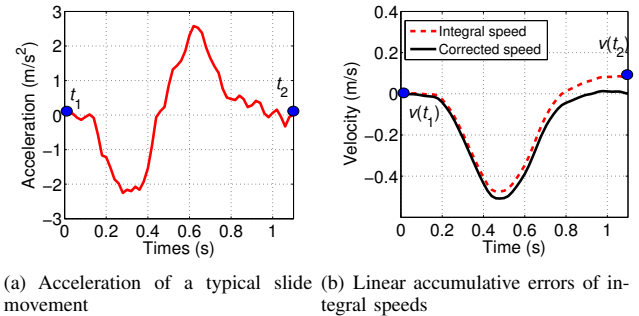 3
2
1
0
−1
−2
−3
Acceleration (m/s²)
t₁
t₂
0 0.2 0.4 0.6 0.8 1
Times (s)
0.4
0.2
0
−0.2
−0.4
Velocity (m/s)
Integral speed
Corrected speed
v(t₁)
v(t₂)
0 0.2 0.4 0.6 0.8 1
Time (s)
(a) Acceleration of a typical slide
movement
(b) Linear accumulative errors of in-
tegral speeds